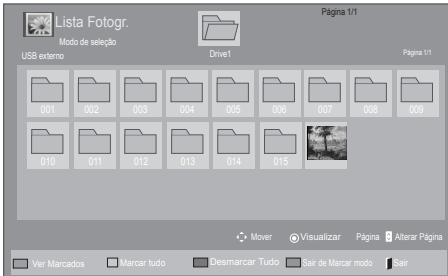 Lista Fotogr.
Página 1/1
Modo de seleção
USB externo
Drive1
Página 1/1
001 002 003 004 005 006 007 008 009
010 011 012 013 014 015
Mover Visualizar Página Alterar Página
Ver Marcados Marcar tudo Desmarcar Tudo Sair de Marcar modo Sair